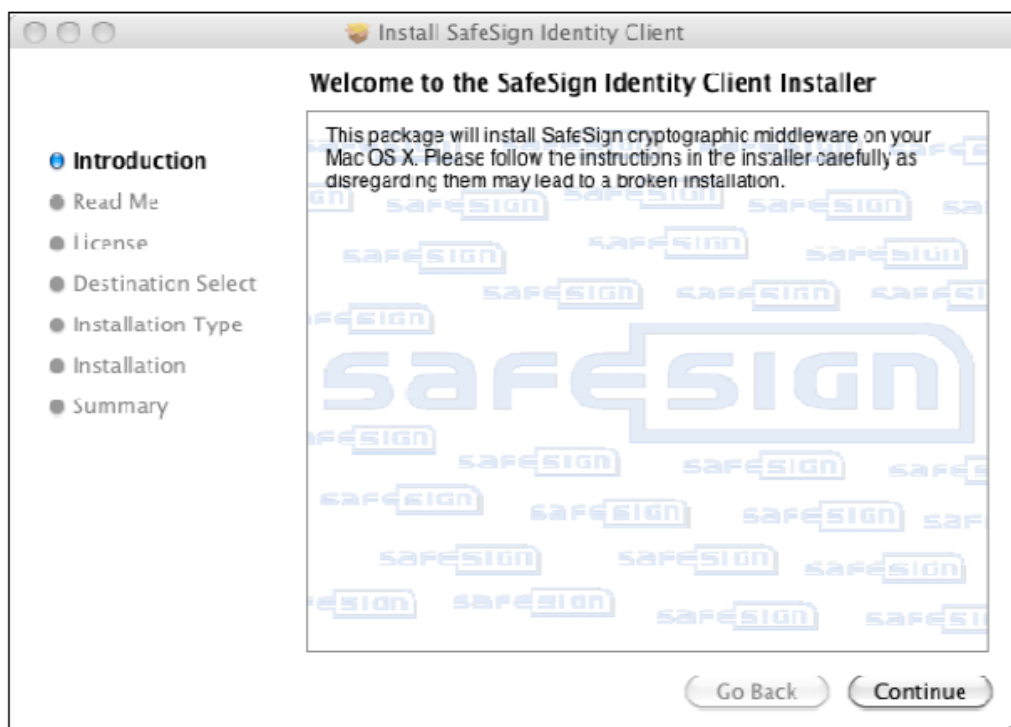 Install SafeSign Identity Client
Welcome to the SafeSign Identity Client Installer
Introduction
Read Me
License
Destination Select
Installation Type
Installation
Summary
This package will install SafeSign cryptographic middleware on your
Mac OS X. Please follow the instructions in the installer carefully as
disregarding them may lead to a broken installation.
safesign
Go Back
Continue